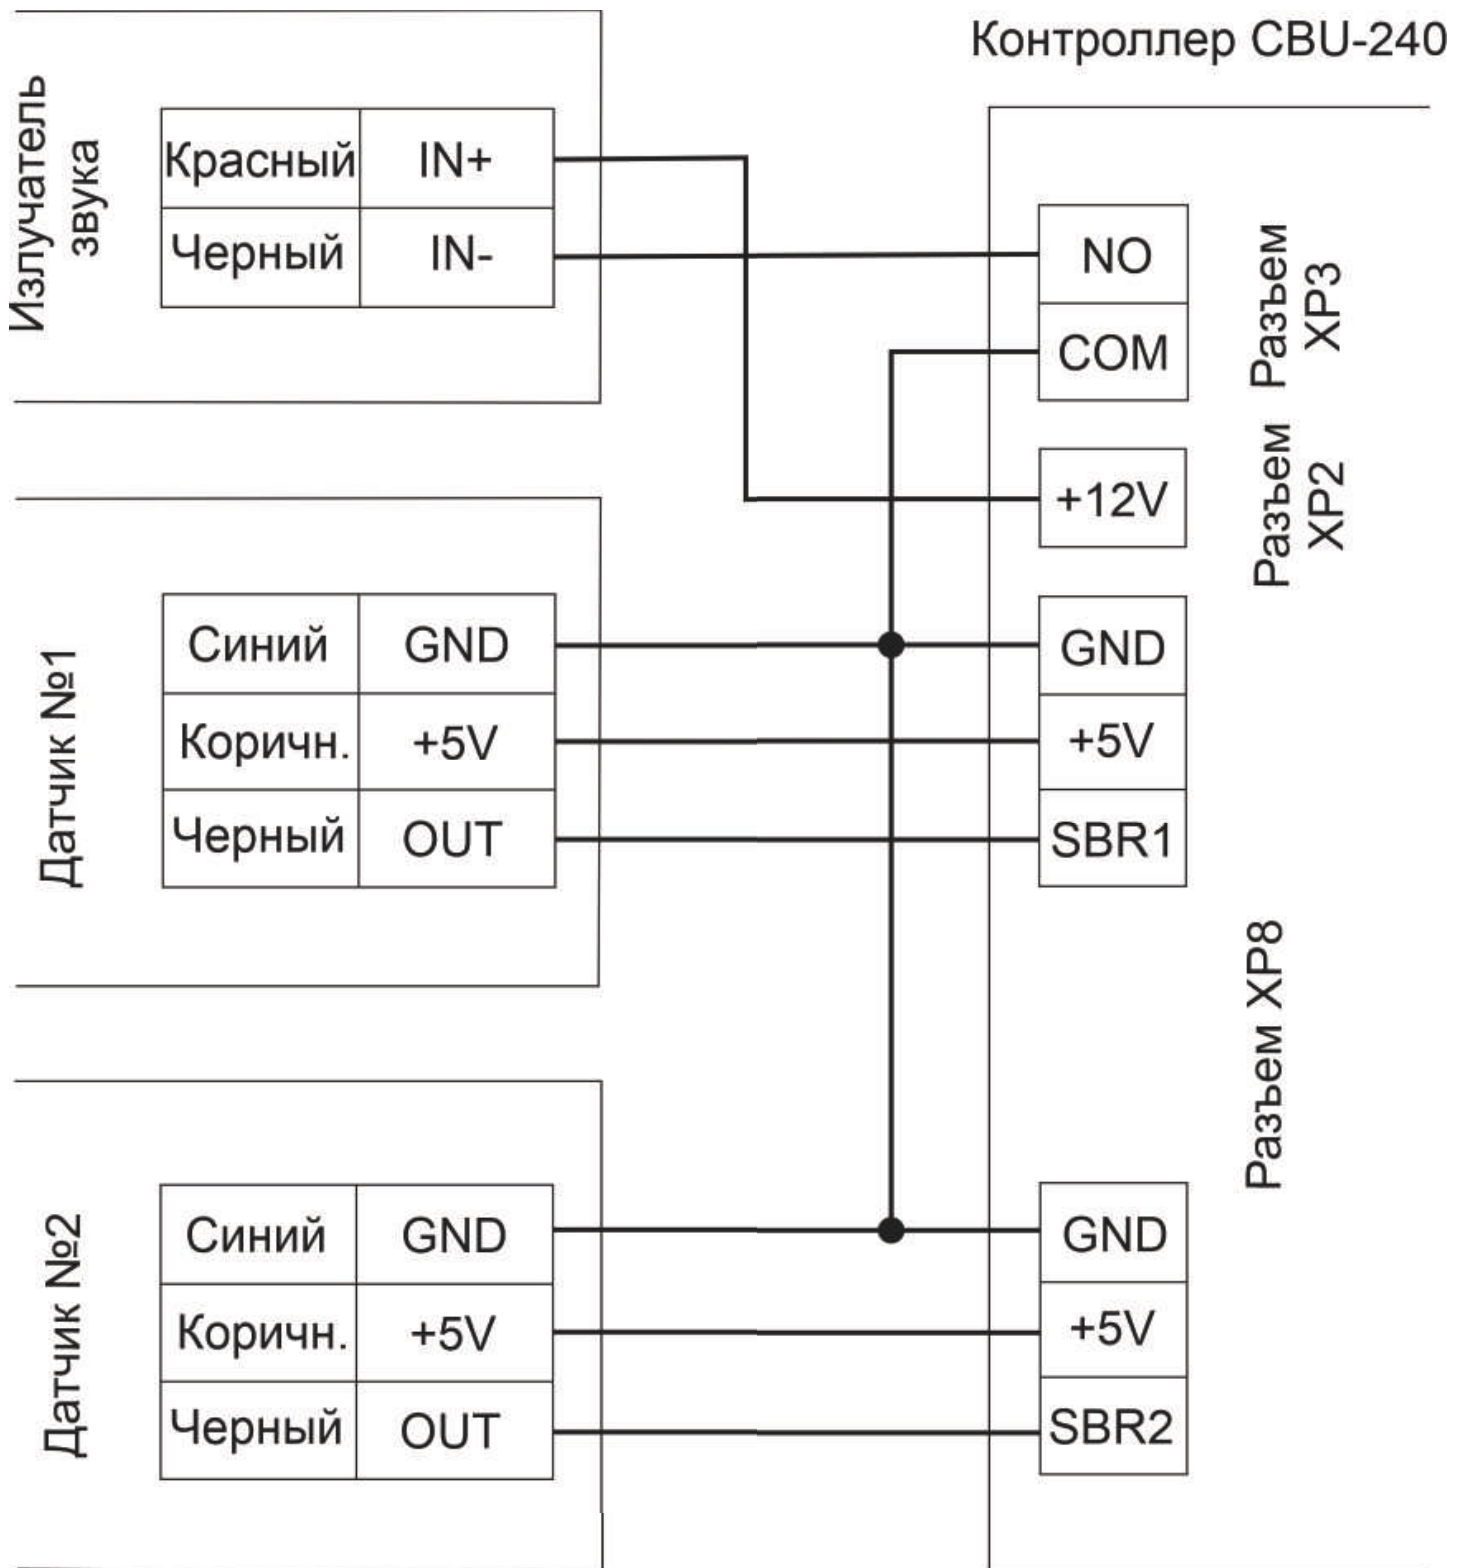 Контроллер CBU-240
Излучатель
звука
Красный IN+
Черный IN-
NO
COM
Разъем
XP3
+12V
Разъем
XP2
Датчик №1
Синий GND
Коричн. +5V
Черный OUT
GND
+5V
SBR1
Разъем XP8
Датчик №2
Синий GND
Коричн. +5V
Черный OUT
GND
+5V
SBR2